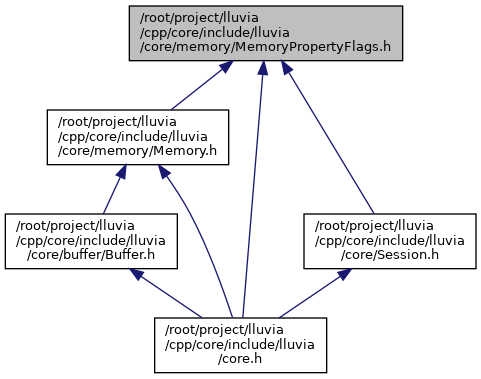 /root/project/lluvia
/cpp/core/include/lluvia
/core/memory/MemoryPropertyFlags.h
/root/project/lluvia
/cpp/core/include/lluvia
/core/memory/Memory.h
/root/project/lluvia
/cpp/core/include/lluvia
/core/buffer/Buffer.h
/root/project/lluvia
/cpp/core/include/lluvia
/core/Session.h
/root/project/lluvia
/cpp/core/include/lluvia
/core.h